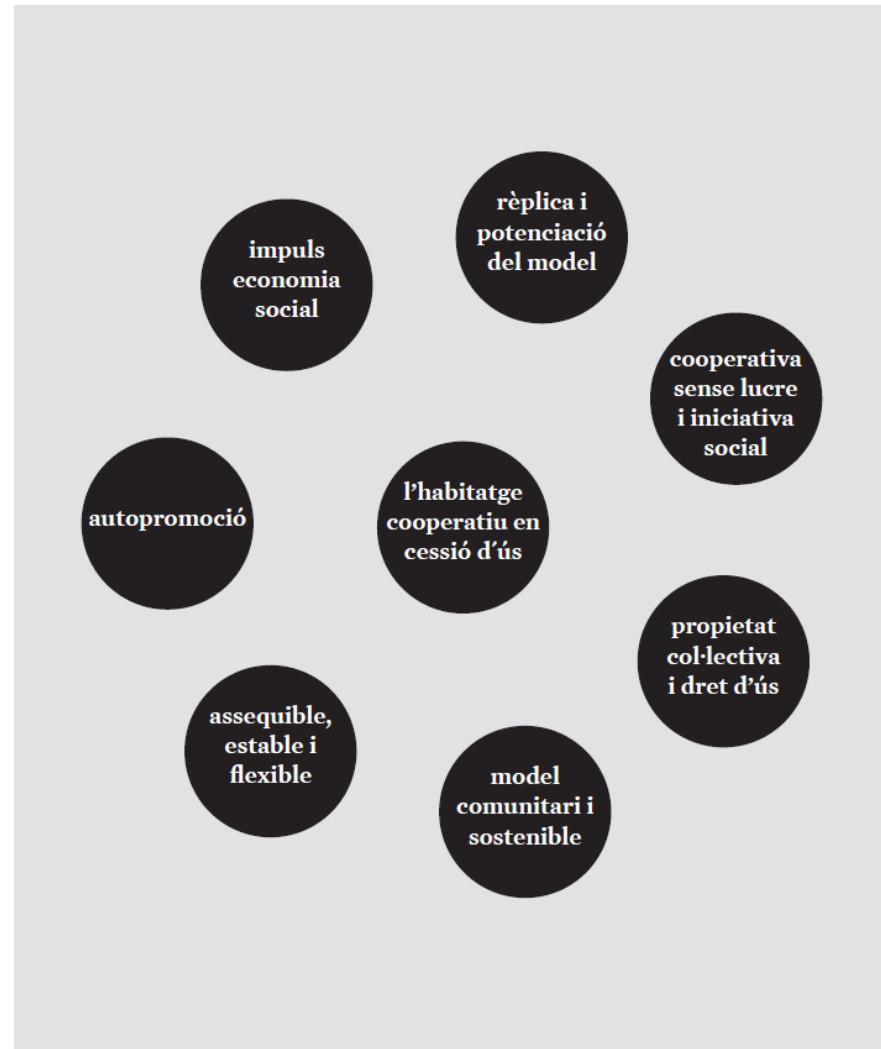 rèplica i
potenciació
del model
impuls
economia
social
cooperativa
sense lucre
i iniciativa
social
autopromoció
l’habitatge
cooperatiu en
cessió d´ús
propietat
col·lectiva
i dret d’ús
assequible,
estable i
flexible
model
comunitari i
sostenible